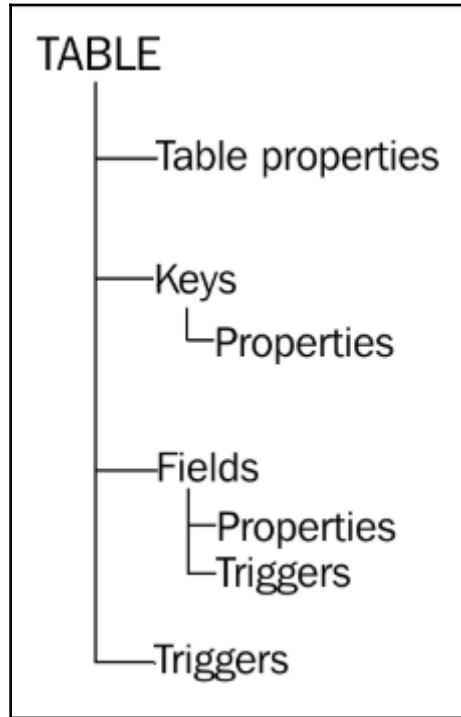 TABLE
Table properties
Keys
Properties
Fields
Properties
Triggers
Triggers